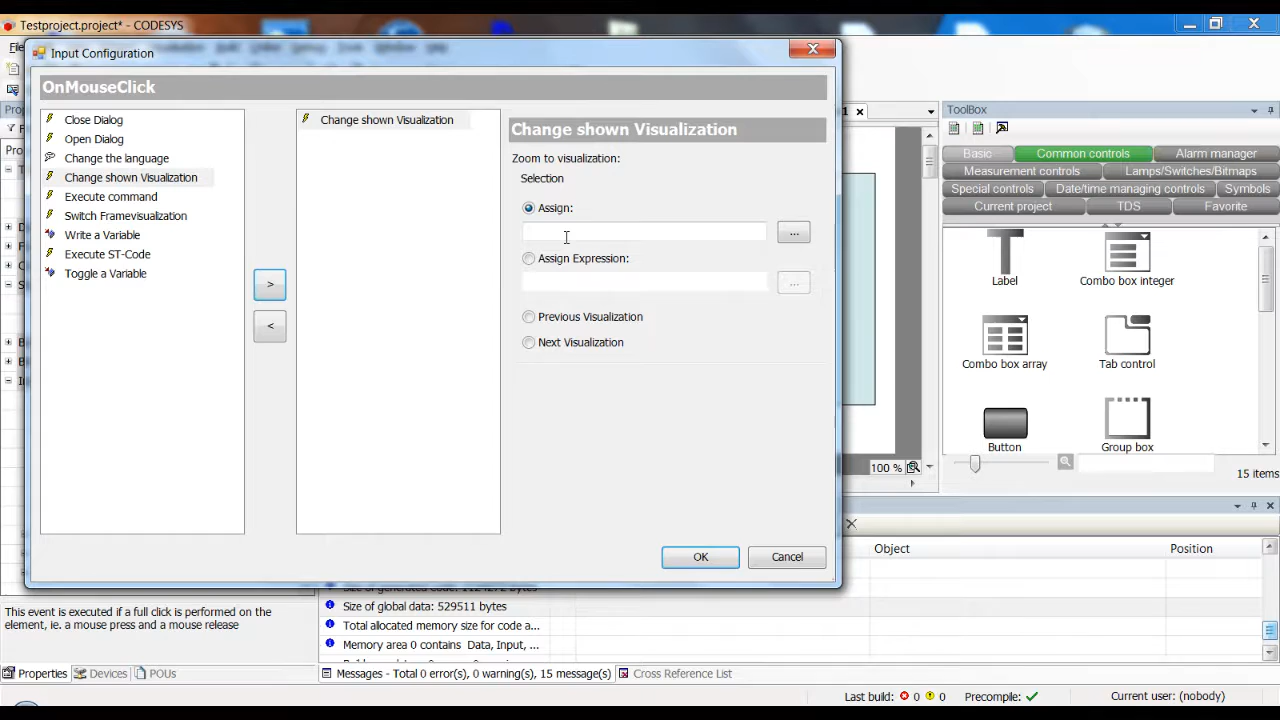 Testproject.project* - CODESYS
Input Configuration
OnMouseClick
Close Dialog
Open Dialog
Change the language
Change shown Visualization
Execute command
Switch Framevisualization
Write a Variable
Execute ST-Code
Toggle a Variable
>
<
Change shown Visualization
Change shown Visualization
Zoom to visualization:
Selection
Assign:
...
Assign Expression:
...
Previous Visualization
Next Visualization
OK
Cancel
ToolBox
Basic
Common controls
Alarm manager
Measurement controls
Lamps/Switches/Bitmaps
Special controls
Date/time managing controls
Symbols
Current project
TDS
Favorite
Label
Combo box integer
Combo box array
Tab control
Button
Group box
100 %
15 items
Object
Position
This event is executed if a full click is performed on the
element, ie. a mouse press and a mouse release
Size of generated code: 1124272 bytes
Size of global data: 529511 bytes
Total allocated memory size for code a...
Memory area 0 contains Data, Input, ...
Properties
Devices
POUs
Messages - Total 0 error(s), 0 warning(s), 15 message(s)
Cross Reference List
Last build: 0 0
Precompile:
Current user: (nobody)